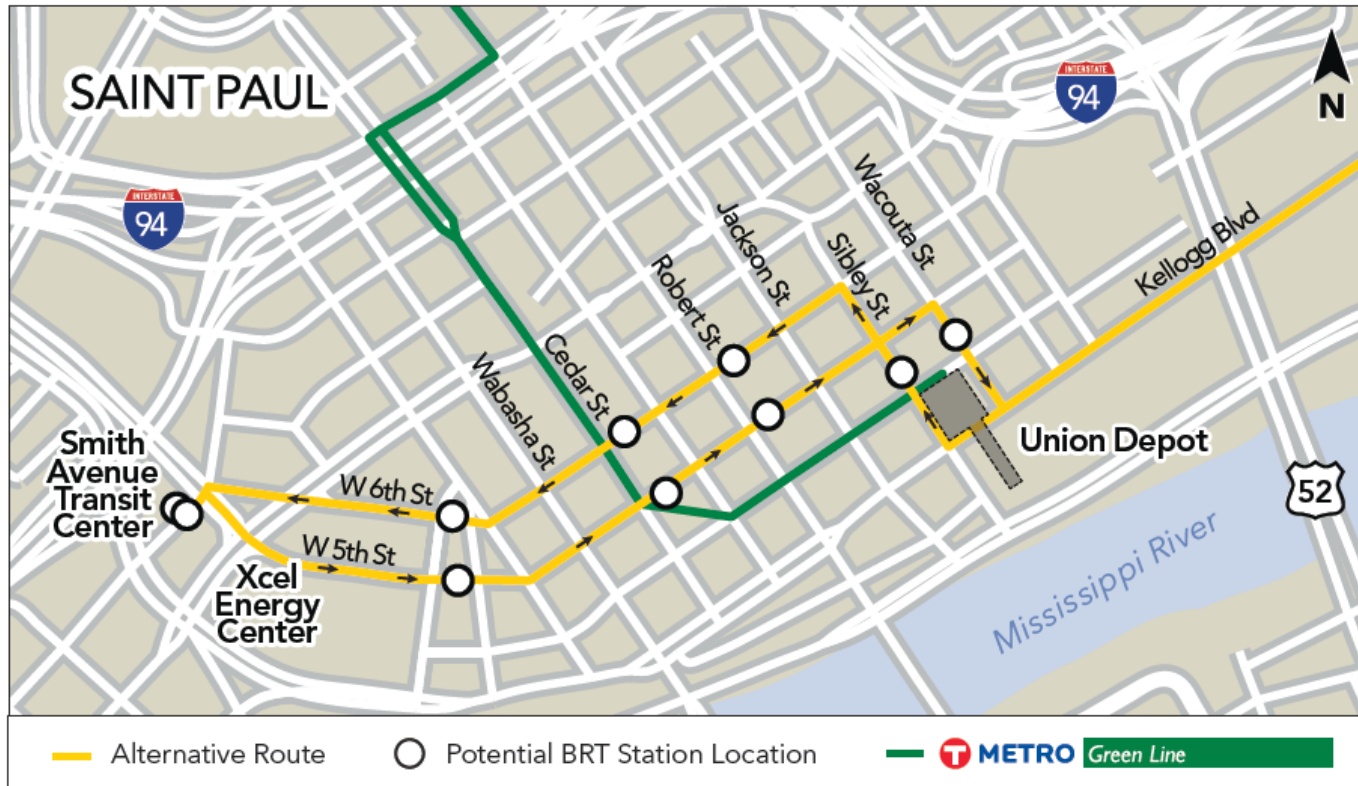 SAINT PAUL
INTERSTATE
94
INTERSTATE
94
N
Wacouta St
Jackson St
Sibley St
Robert St
Kellogg Blvd
Cedar St
Wabasha St
Smith
Avenue
Transit
Center
W 6th St
W 5th St
Xcel
Energy
Center
Union Depot
52
Mississippi River
Alternative Route
Potential BRT Station Location
T METRO Green Line